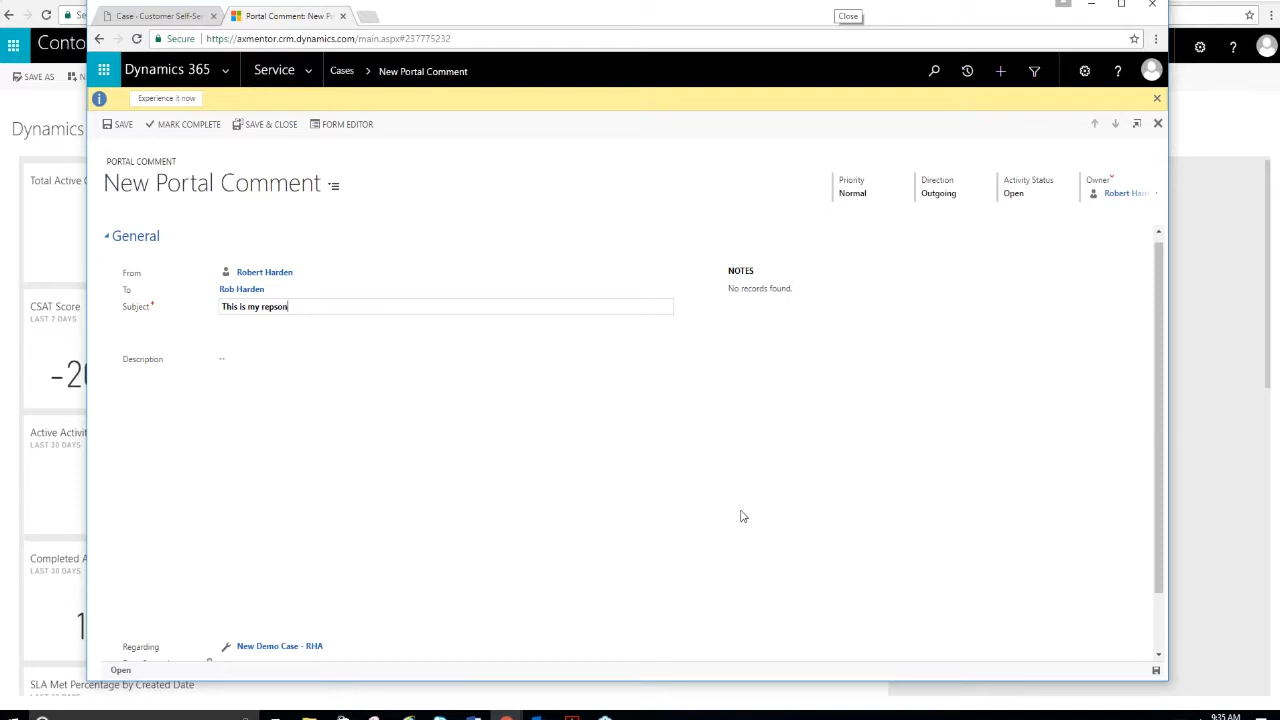 Case · Customer Self-Se
Portal Comment: New Po
Close
Secure
https://axmentor.crm.dynamics.com/main.aspx#237775232
Conto
Dynamics 365
Service
Cases
New Portal Comment
Experience it now
SAVE AS
SAVE
MARK COMPLETE
SAVE & CLOSE
FORM EDITOR
Dynamics
PORTAL COMMENT
New Portal Comment
Priority
Normal
Direction
Outgoing
Activity Status
Open
Owner*
Robert Har
General
From
Robert Harden
To
Rob Harden
Subject*
This is my repson
Description
--
NOTES
No records found.
Regarding
New Demo Case - RHA
Open
Total Active
CSAT Score
LAST 7 DAYS
-20
Active Activit
LAST 30 DAYS
Completed A
LAST 30 DAYS
1
SLA Met Percentage by Created Date
9:35 AM